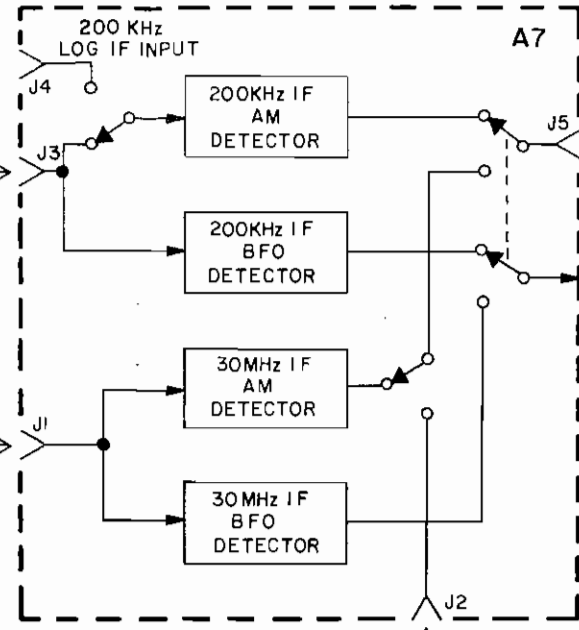 A7
200 KHz
LOG IF INPUT
J4
200KHz IF
AM
DETECTOR
J5
J3
200KHz IF
BFO
DETECTOR
30MHz IF
AM
DETECTOR
J1
30MHz IF
BFO
DETECTOR
J2